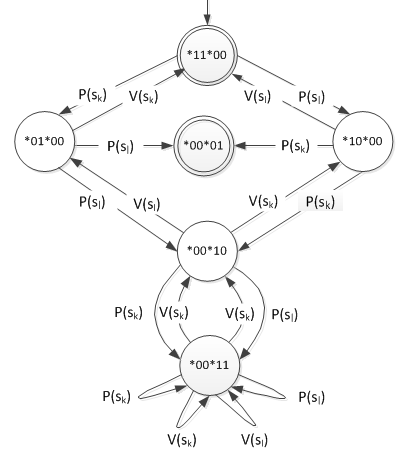 *11*00
P(sk) V(sk) V(sl) P(sl)
*01*00 P(sl) *00*01 P(sk) *10*00
P(sl) V(sl) V(sk) P(sk)
*00*10
P(sk) V(sk) V(sk) P(sl)
*00*11
P(sk) P(sl)
V(sk) V(sl)